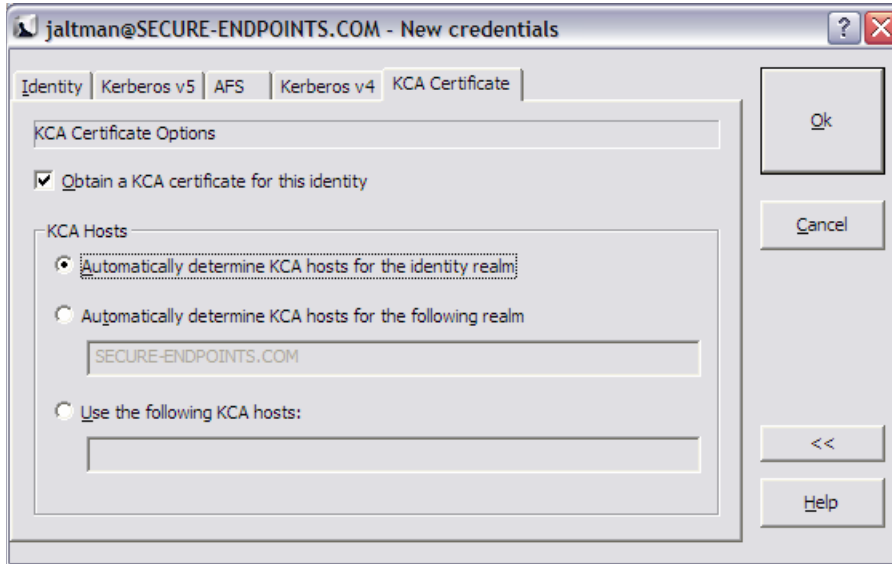 jaltman@SECURE-ENDPOINTS.COM - New credentials
Identity Kerberos v5 AFS Kerberos v4 KCA Certificate
KCA Certificate Options
Obtain a KCA certificate for this identity
KCA Hosts
Automatically determine KCA hosts for the identity realm
Automatically determine KCA hosts for the following realm
SECURE-ENDPOINTS.COM
Use the following KCA hosts:
Ok
Cancel
<<
Help